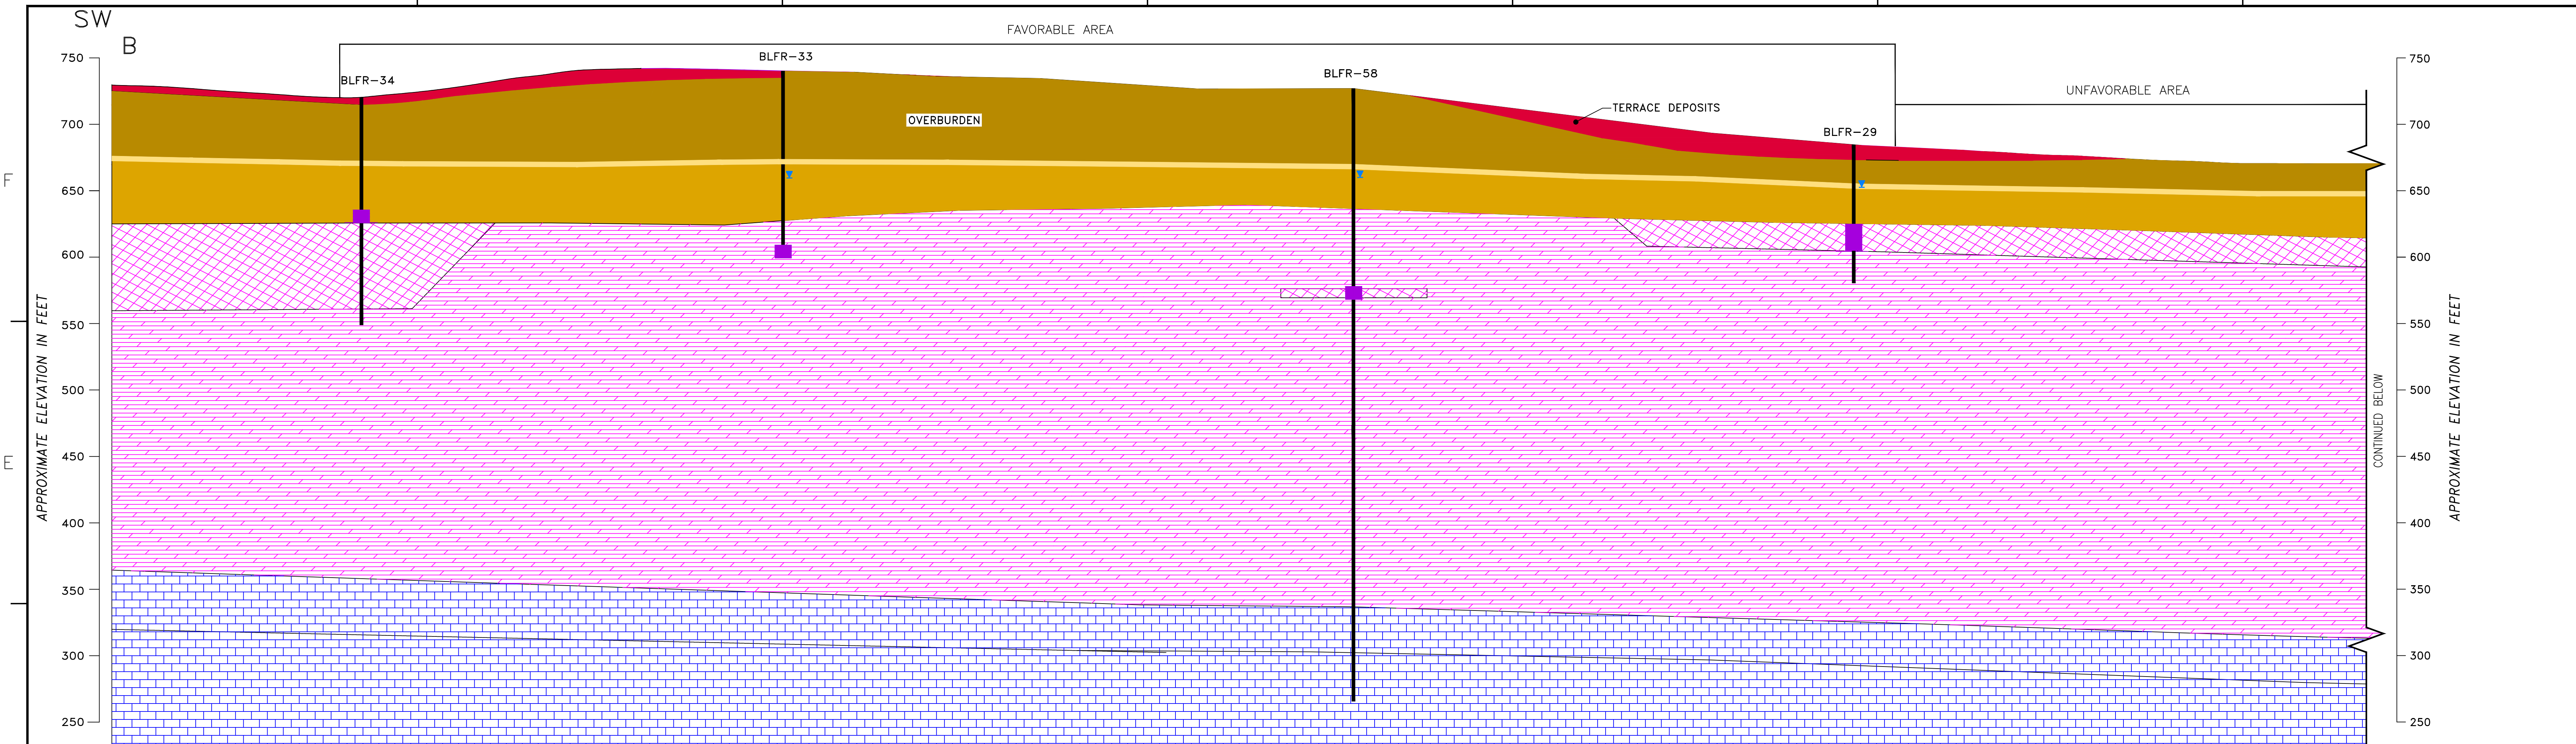 SW
B
FAVORABLE AREA
BLFR-34
BLFR-33
BLFR-58
UNFAVORABLE AREA
TERRACE DEPOSITS
OVERBURDEN
BLFR-29
750
700
650
600
550
500
450
400
350
300
250
APPROXIMATE ELEVATION IN FEET
F
E
CONTINUED BELOW
750
700
650
600
550
500
450
400
350
300
250
APPROXIMATE ELEVATION IN FEET